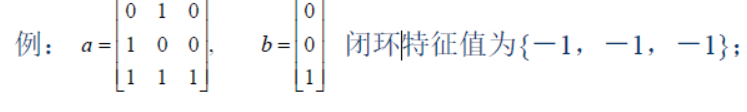 例： a = [0 1 0; 1 0 0; 1 1 1], b = [0; 0; 1] 闭环特征值为{－1，－1，－1}；